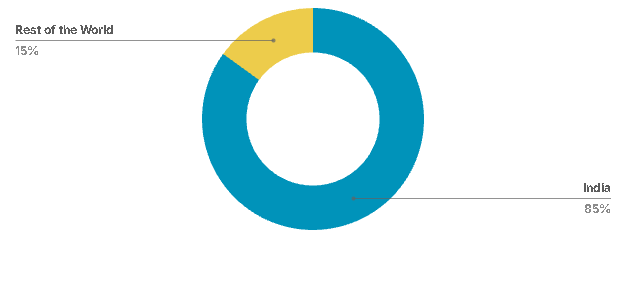 Rest of the World
15%
India
85%